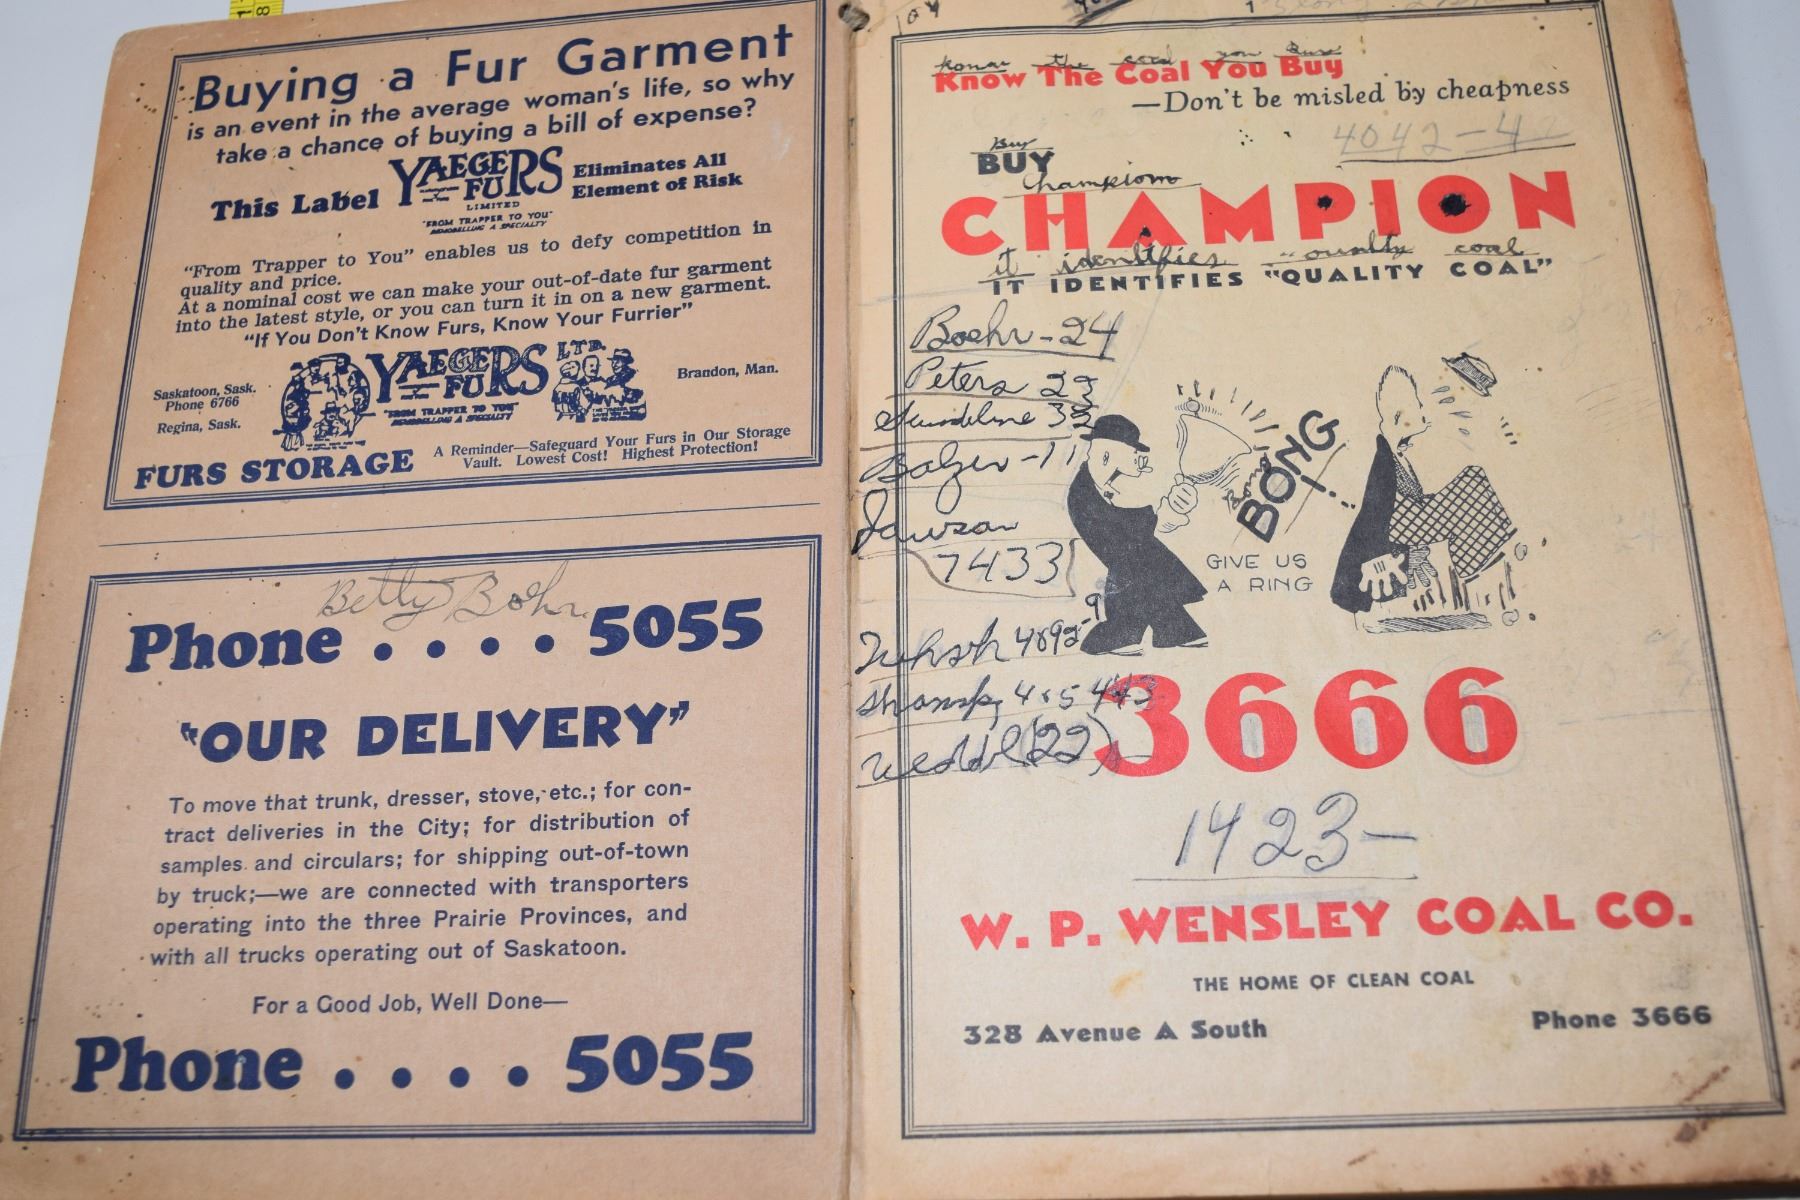 Buying a Fur Garment
is an event in the average woman's life, so why
take a chance of buying a bill of expense?
This Label YAEGERS FURS LIMITED Eliminates All
Element of Risk
"FROM TRAPPER TO YOU"
REMODELLING A SPECIALTY
"From Trapper to You" enables us to defy competition in
quality and price.
At a nominal cost we can make your out-of-date fur garment
into the latest style, or you can turn it in on a new garment.
"If You Don't Know Furs, Know Your Furrier"
Saskatoon, Sask.
Phone 6766
Regina, Sask.
YAEGERS FURS LTD.
"FROM TRAPPER TO YOU"
REMODELLING A SPECIALTY
Brandon, Man.
FURS STORAGE
A Reminder—Safeguard Your Furs in Our Storage
Vault. Lowest Cost! Highest Protection!
Betty Boehr
Phone . . . . 5055
"OUR DELIVERY"
To move that trunk, dresser, stove, etc.; for con-
tract deliveries in the City; for distribution of
samples and circulars; for shipping out-of-town
by truck;—we are connected with transporters
operating into the three Prairie Provinces, and
with all trucks operating out of Saskatoon.
For a Good Job, Well Done—
Phone . . . . 5055
the coal you
Know The Coal You Buy
—Don't be misled by cheapness
4042-42
Buy
BUY
Champion
CHAMPION
it identifies coal
IT IDENTIFIES "QUALITY COAL"
Boehr-24
Peters 22
32
Balzer-11
7433
BONG!
GIVE US
A RING
3666
(22)
1423-
W. P. WENSLEY COAL CO.
THE HOME OF CLEAN COAL
328 Avenue A South
Phone 3666